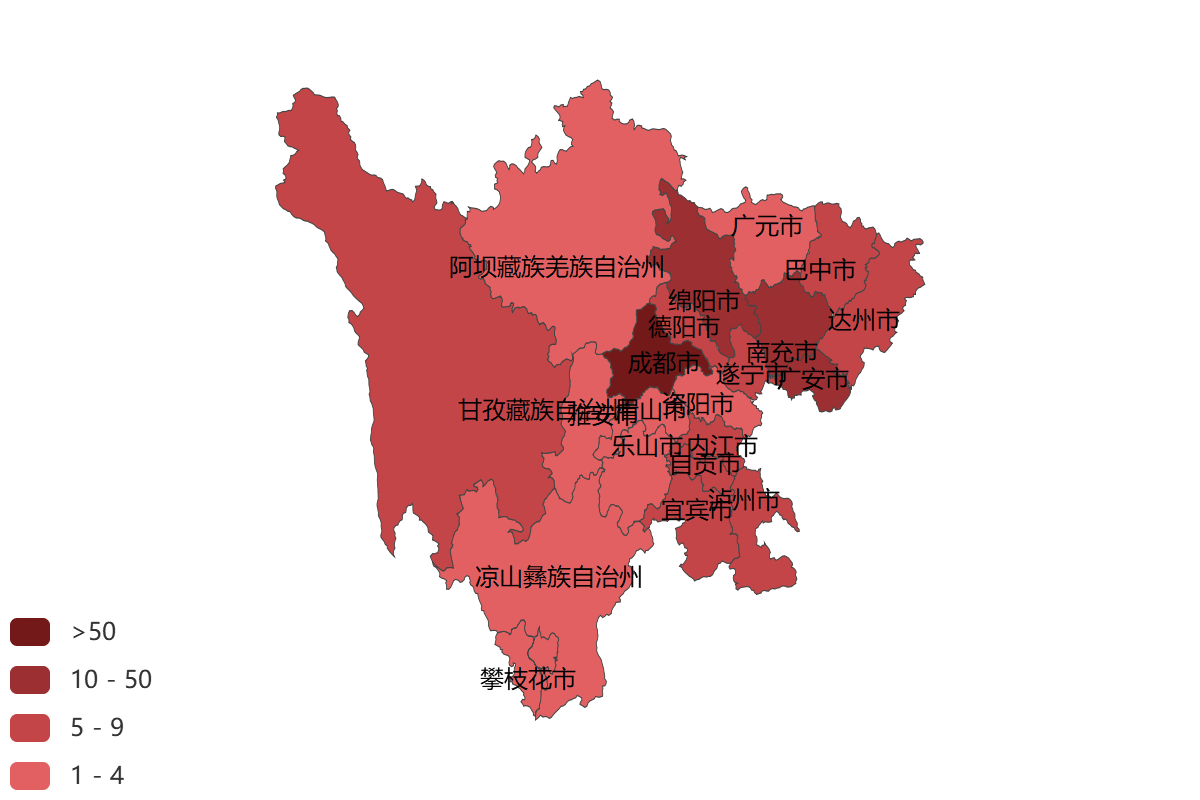 广元市
阿坝藏族羌族自治州
巴中市
绵阳市
达州市
德阳市
南充市
成都市
遂宁市
广安市
资阳市
甘孜藏族自治州
雅安市
眉山市
乐山市
内江市
自贡市
泸州市
宜宾市
凉山彝族自治州
攀枝花市
>50
10 - 50
5 - 9
1 - 4